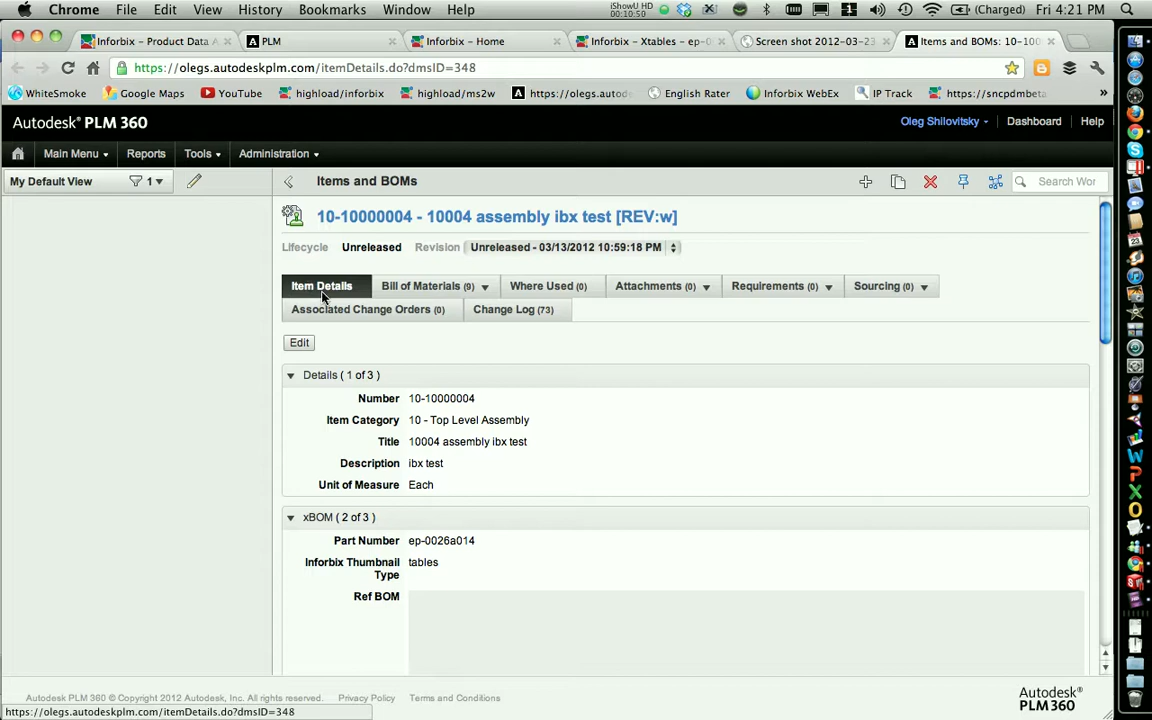 Chrome File Edit View History Bookmarks Window Help iShowU HD 00:10:50 1 (Charged) Fri 4:21 PM
Inforbix – Product Data A PLM Inforbix – Home Inforbix – Xtables – ep-0 Screen shot 2012-03-23 Items and BOMs: 10-100
https://olegs.autodeskplm.com/itemDetails.do?dmsID=348
WhiteSmoke Google Maps YouTube highload/inforbix highload/ms2w https://olegs.autod English Rater Inforbix WebEx IP Track https://sncpdmbeta »
Autodesk® PLM 360 Oleg Shilovitsky Dashboard Help
Main Menu Reports Tools Administration
My Default View 1 Items and BOMs Search Wor
10-10000004 - 10004 assembly ibx test [REV:w]
Lifecycle Unreleased Revision Unreleased - 03/13/2012 10:59:18 PM
Item Details Bill of Materials (9) Where Used (0) Attachments (0) Requirements (0) Sourcing (0)
Associated Change Orders (0) Change Log (73)
Edit
Details ( 1 of 3 )
Number 10-10000004
Item Category 10 - Top Level Assembly
Title 10004 assembly ibx test
Description ibx test
Unit of Measure Each
xBOM ( 2 of 3 )
Part Number ep-0026a014
Inforbix Thumbnail Type tables
Ref BOM
Autodesk PLM 360 © Copyright 2012 Autodesk, Inc. All rights reserved. Privacy Policy Terms and Conditions
Autodesk® PLM 360
https://olegs.autodeskplm.com/itemDetails.do?dmsID=348